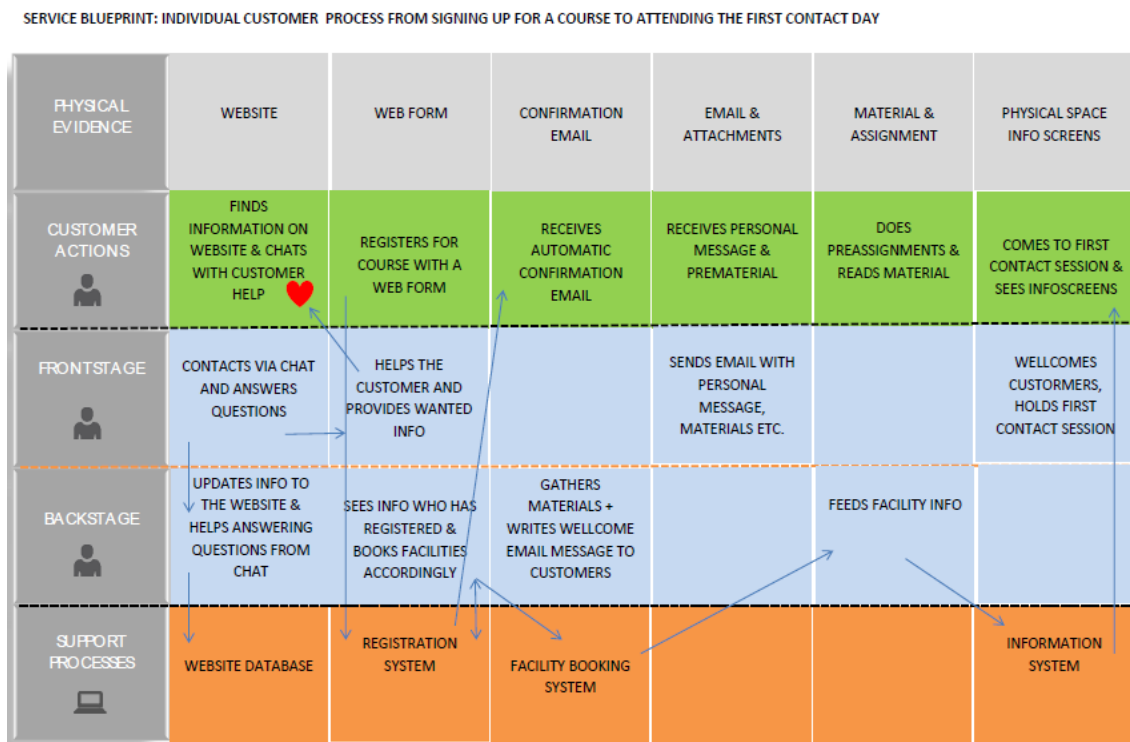 SERVICE BLUEPRINT: INDIVIDUAL CUSTOMER PROCESS FROM SIGNING UP FOR A COURSE TO ATTENDING THE FIRST CONTACT DAY
PHYSICAL
EVIDENCE
WEBSITE
WEB FORM
CONFIRMATION
EMAIL
EMAIL &
ATTACHMENTS
MATERIAL &
ASSIGNMENT
PHYSICAL SPACE
INFO SCREENS
CUSTOMER
ACTIONS
FINDS
INFORMATION ON
WEBSITE & CHATS
WITH CUSTOMER
HELP
REGISTERS FOR
COURSE WITH A
WEB FORM
RECEIVES
AUTOMATIC
CONFIRMATION
EMAIL
RECEIVES PERSONAL
MESSAGE &
PREMATERIAL
DOES
PREASSIGNMENTS &
READS MATERIAL
COMES TO FIRST
CONTACT SESSION &
SEES INFOSCREENS
FRONTSTAGE
CONTACTS VIA CHAT
AND ANSWERS
QUESTIONS
HELPS THE
CUSTOMER AND
PROVIDES WANTED
INFO
SENDS EMAIL WITH
PERSONAL
MESSAGE,
MATERIALS ETC.
WELLCOMES
CUSTORMERS,
HOLDS FIRST
CONTACT SESSION
BACKSTAGE
UPDATES INFO TO
THE WEBSITE &
HELPS ANSWERING
QUESTIONS FROM
CHAT
SEES INFO WHO HAS
REGISTERED &
BOOKS FACILITIES
ACCORDINGLY
GATHERS
MATERIALS +
WRITES WELLCOME
EMAIL MESSAGE TO
CUSTOMERS
FEEDS FACILITY INFO
SUPPORT
PROCESSES
WEBSITE DATABASE
REGISTRATION
SYSTEM
FACILITY BOOKING
SYSTEM
INFORMATION
SYSTEM